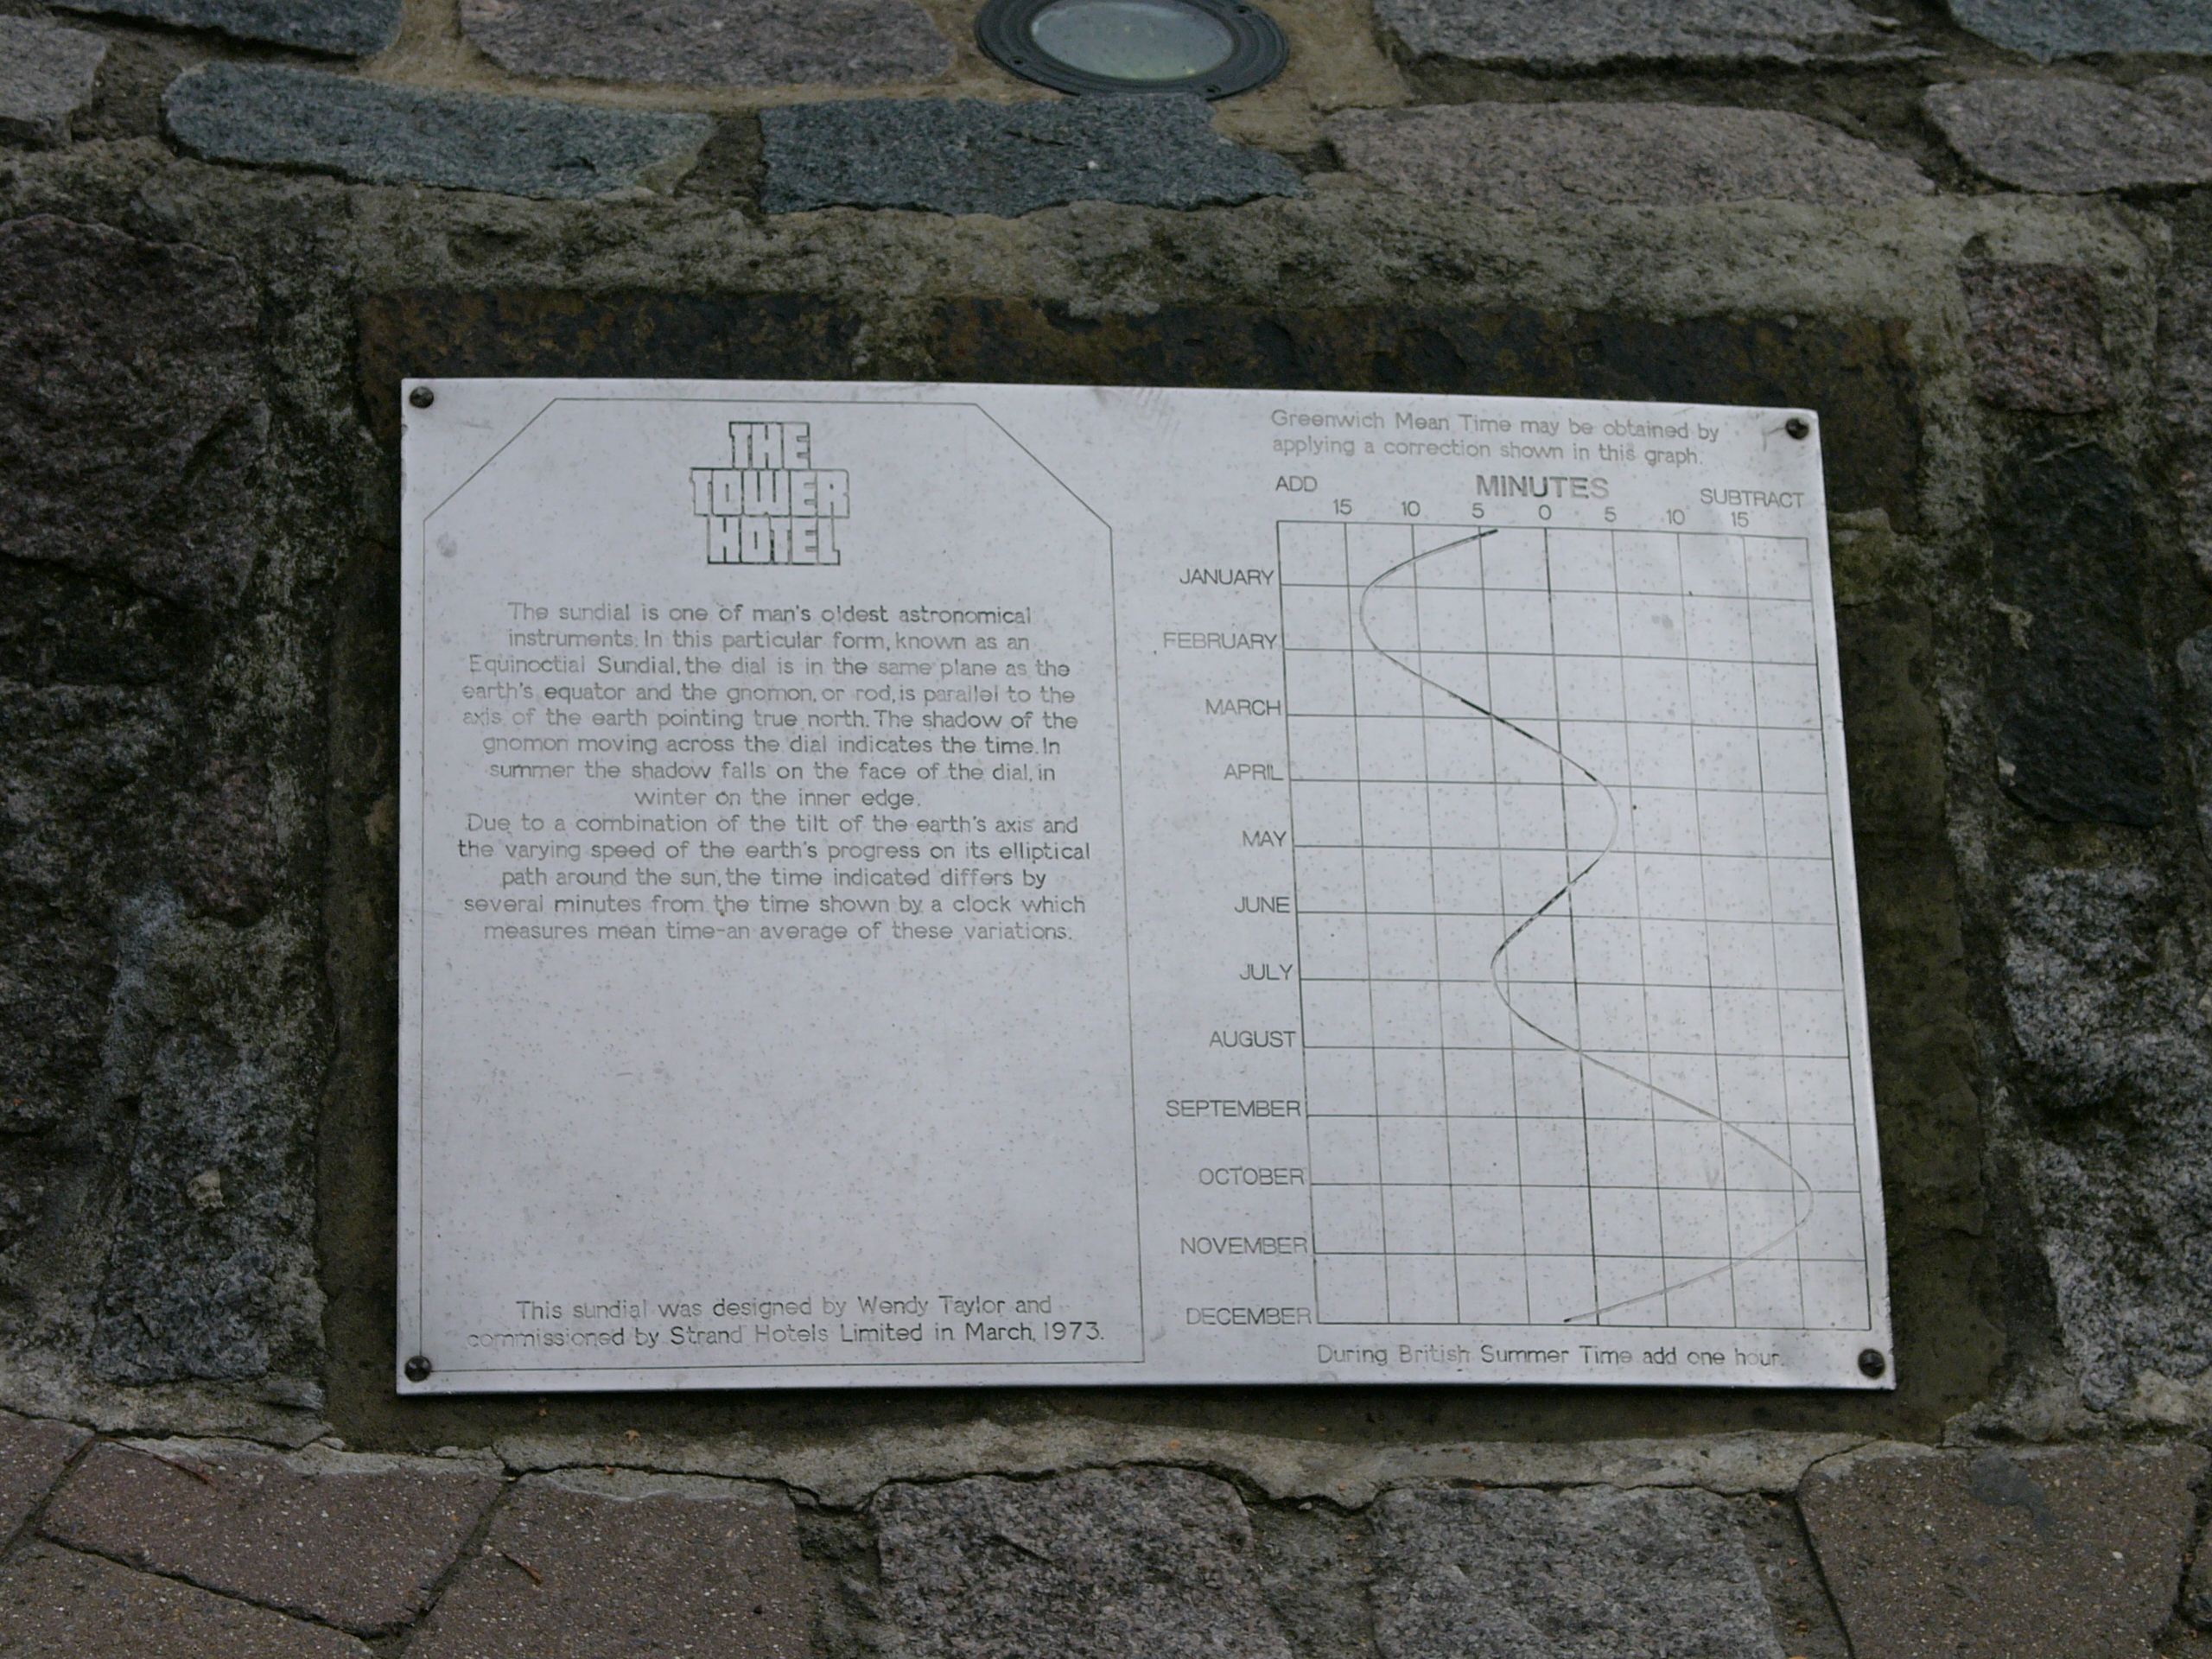 THE
TOWER
HOTEL
The sundial is one of man's oldest astronomical
instruments. In this particular form, known as an
Equinoctial Sundial, the dial is in the same plane as the
earth's equator and the gnomon, or rod, is parallel to the
axis of the earth pointing true north. The shadow of the
gnomon moving across the dial indicates the time. In
summer the shadow falls on the face of the dial, in
winter on the inner edge.
Due to a combination of the tilt of the earth's axis and
the varying speed of the earth's progress on its elliptical
path around the sun, the time indicated differs by
several minutes from the time shown by a clock which
measures mean time-an average of these variations.
This sundial was designed by Wendy Taylor and
commissioned by Strand Hotels Limited in March, 1973.
Greenwich Mean Time may be obtained by
applying a correction shown in this graph.
ADD MINUTES SUBTRACT
15 10 5 0 5 10 15
JANUARY
FEBRUARY
MARCH
APRIL
MAY
JUNE
JULY
AUGUST
SEPTEMBER
OCTOBER
NOVEMBER
DECEMBER
During British Summer Time add one hour.